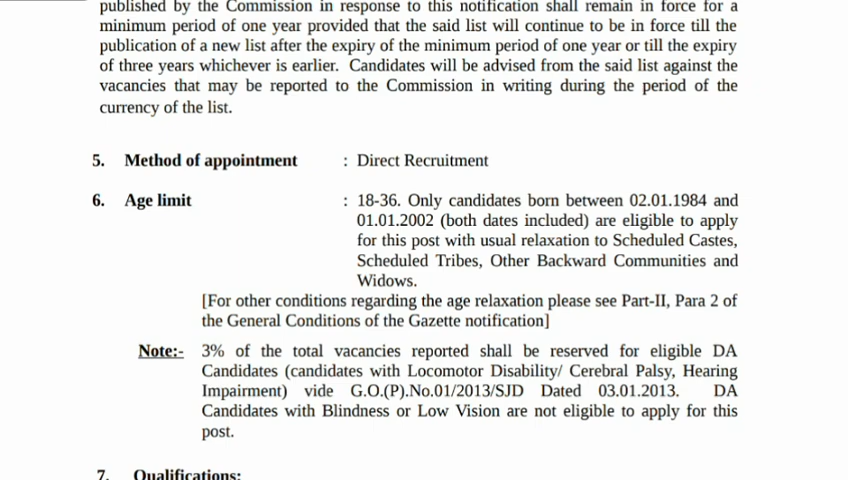 published by the Commission in response to this notification shall remain in force for a
minimum period of one year provided that the said list will continue to be in force till the
publication of a new list after the expiry of the minimum period of one year or till the expiry
of three years whichever is earlier. Candidates will be advised from the said list against the
vacancies that may be reported to the Commission in writing during the period of the
currency of the list.
5. Method of appointment : Direct Recruitment
6. Age limit : 18-36. Only candidates born between 02.01.1984 and
01.01.2002 (both dates included) are eligible to apply
for this post with usual relaxation to Scheduled Castes,
Scheduled Tribes, Other Backward Communities and
Widows.
[For other conditions regarding the age relaxation please see Part-II, Para 2 of
the General Conditions of the Gazette notification]
Note:- 3% of the total vacancies reported shall be reserved for eligible DA
Candidates (candidates with Locomotor Disability/ Cerebral Palsy, Hearing
Impairment) vide G.O.(P).No.01/2013/SJD Dated 03.01.2013. DA
Candidates with Blindness or Low Vision are not eligible to apply for this
post.
7. Qualifications: